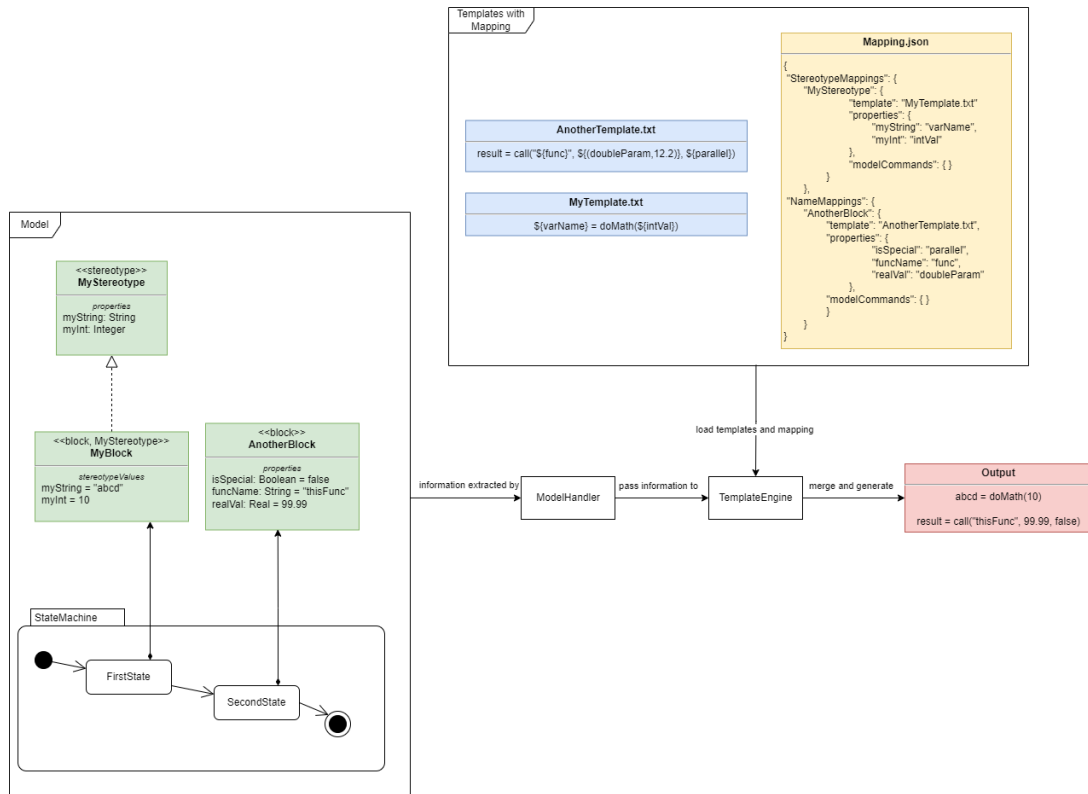 Templates with
Mapping
Mapping.json
{
"StereotypeMappings": {
"MyStereotype": {
"template": "MyTemplate.txt"
"properties": {
"myString": "varName",
"myInt": "intVal"
},
"modelCommands": { }
}
},
"NameMappings": {
"AnotherBlock": {
"template": "AnotherTemplate.txt",
"properties": {
"isSpecial": "parallel",
"funcName": "func",
"realVal": "doubleParam"
},
"modelCommands": { }
}
}
}
AnotherTemplate.txt
result = call("${func}", ${(doubleParam,12.2)}, ${parallel})
MyTemplate.txt
${varName} = doMath(${intVal})
Model
<<stereotype>>
MyStereotype
properties
myString: String
myInt: Integer
<<block, MyStereotype>>
MyBlock
stereotypeValues
myString = "abcd"
myInt = 10
<<block>>
AnotherBlock
properties
isSpecial: Boolean = false
funcName: String = "thisFunc"
realVal: Real = 99.99
load templates and mapping
information extracted by
ModelHandler
pass information to
TemplateEngine
merge and generate
Output
abcd = doMath(10)
result = call("thisFunc", 99.99, false)
StateMachine
FirstState
SecondState